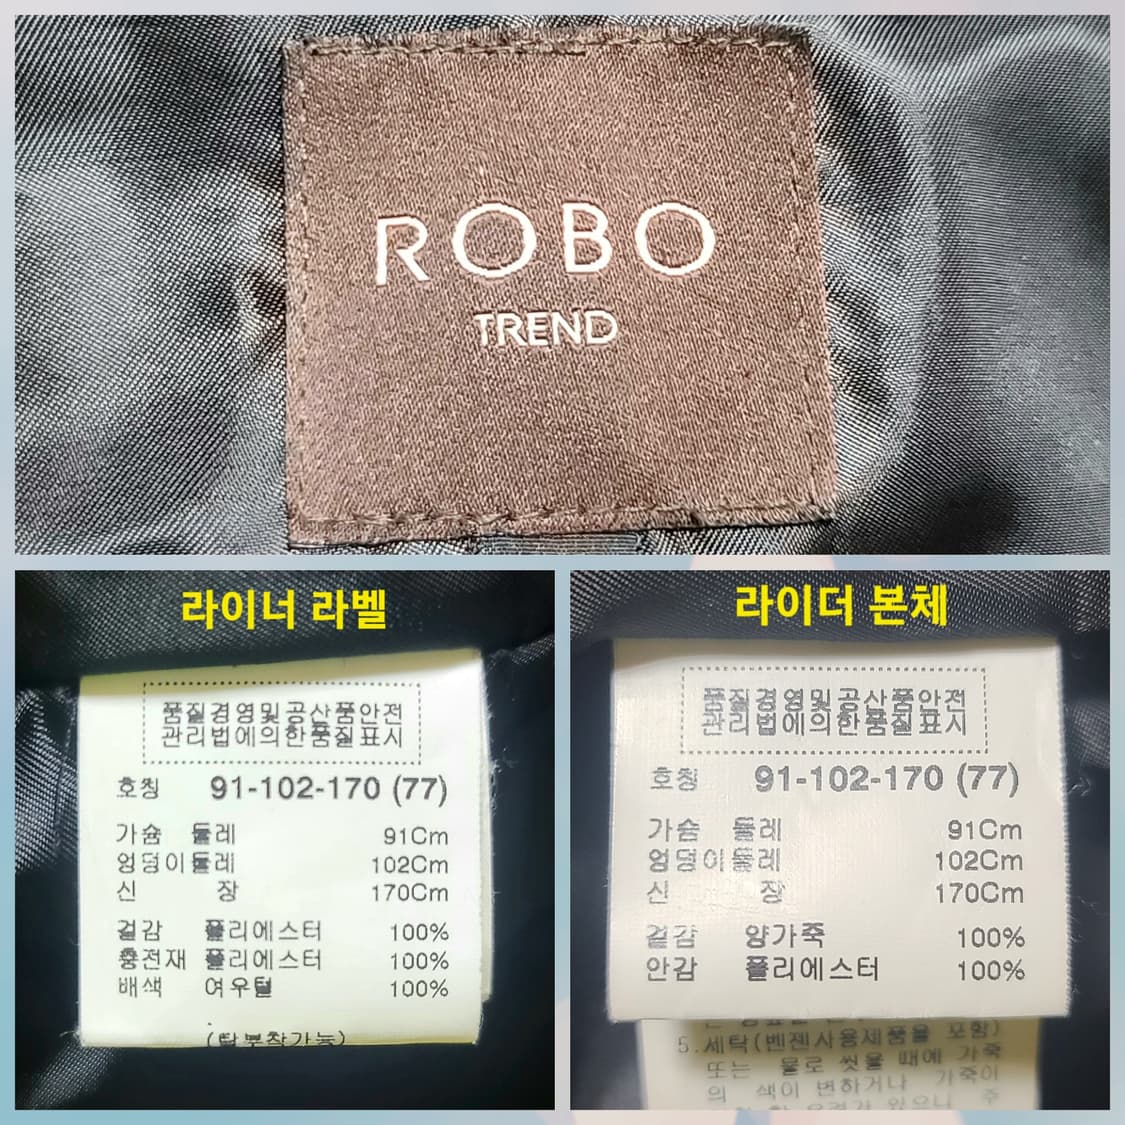 ROBO
TREND
라이너 라벨
품질경영및공산품안전
관리법에의한품질표시
호칭 91-102-170 (77)
가슴 둘레 91Cm
엉덩이둘레 102Cm
신 장 170Cm
겉감 폴리에스터 100%
충전재 폴리에스터 100%
배색 여우털 100%
(탈부착가능)
라이더 본체
품질경영및공산품안전
관리법에의한품질표시
호칭 91-102-170 (77)
가슴 둘레 91Cm
엉덩이둘레 102Cm
신 장 170Cm
겉감 양가죽 100%
안감 폴리에스터 100%
5.세탁(벤젠사용제품을 포함)
또는 물로 씻을 때에 가죽
의 색이 변하거나 가죽이